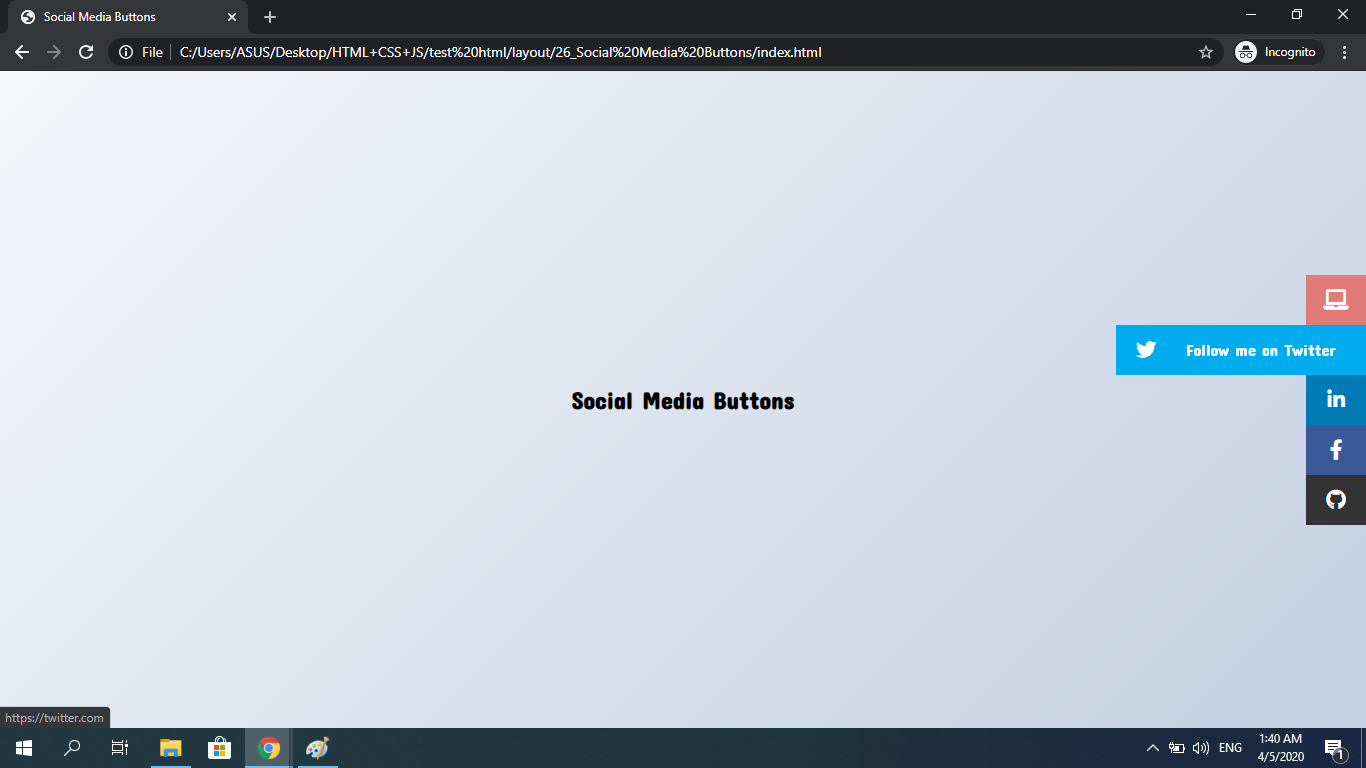 Social Media Buttons
File
C:/Users/ASUS/Desktop/HTML+CSS+JS/test%20html/layout/26_Social%20Media%20Buttons/index.html
Incognito
Follow me on Twitter
in
f
Social Media Buttons
https://twitter.com
ENG
1:40 AM
4/5/2020
1